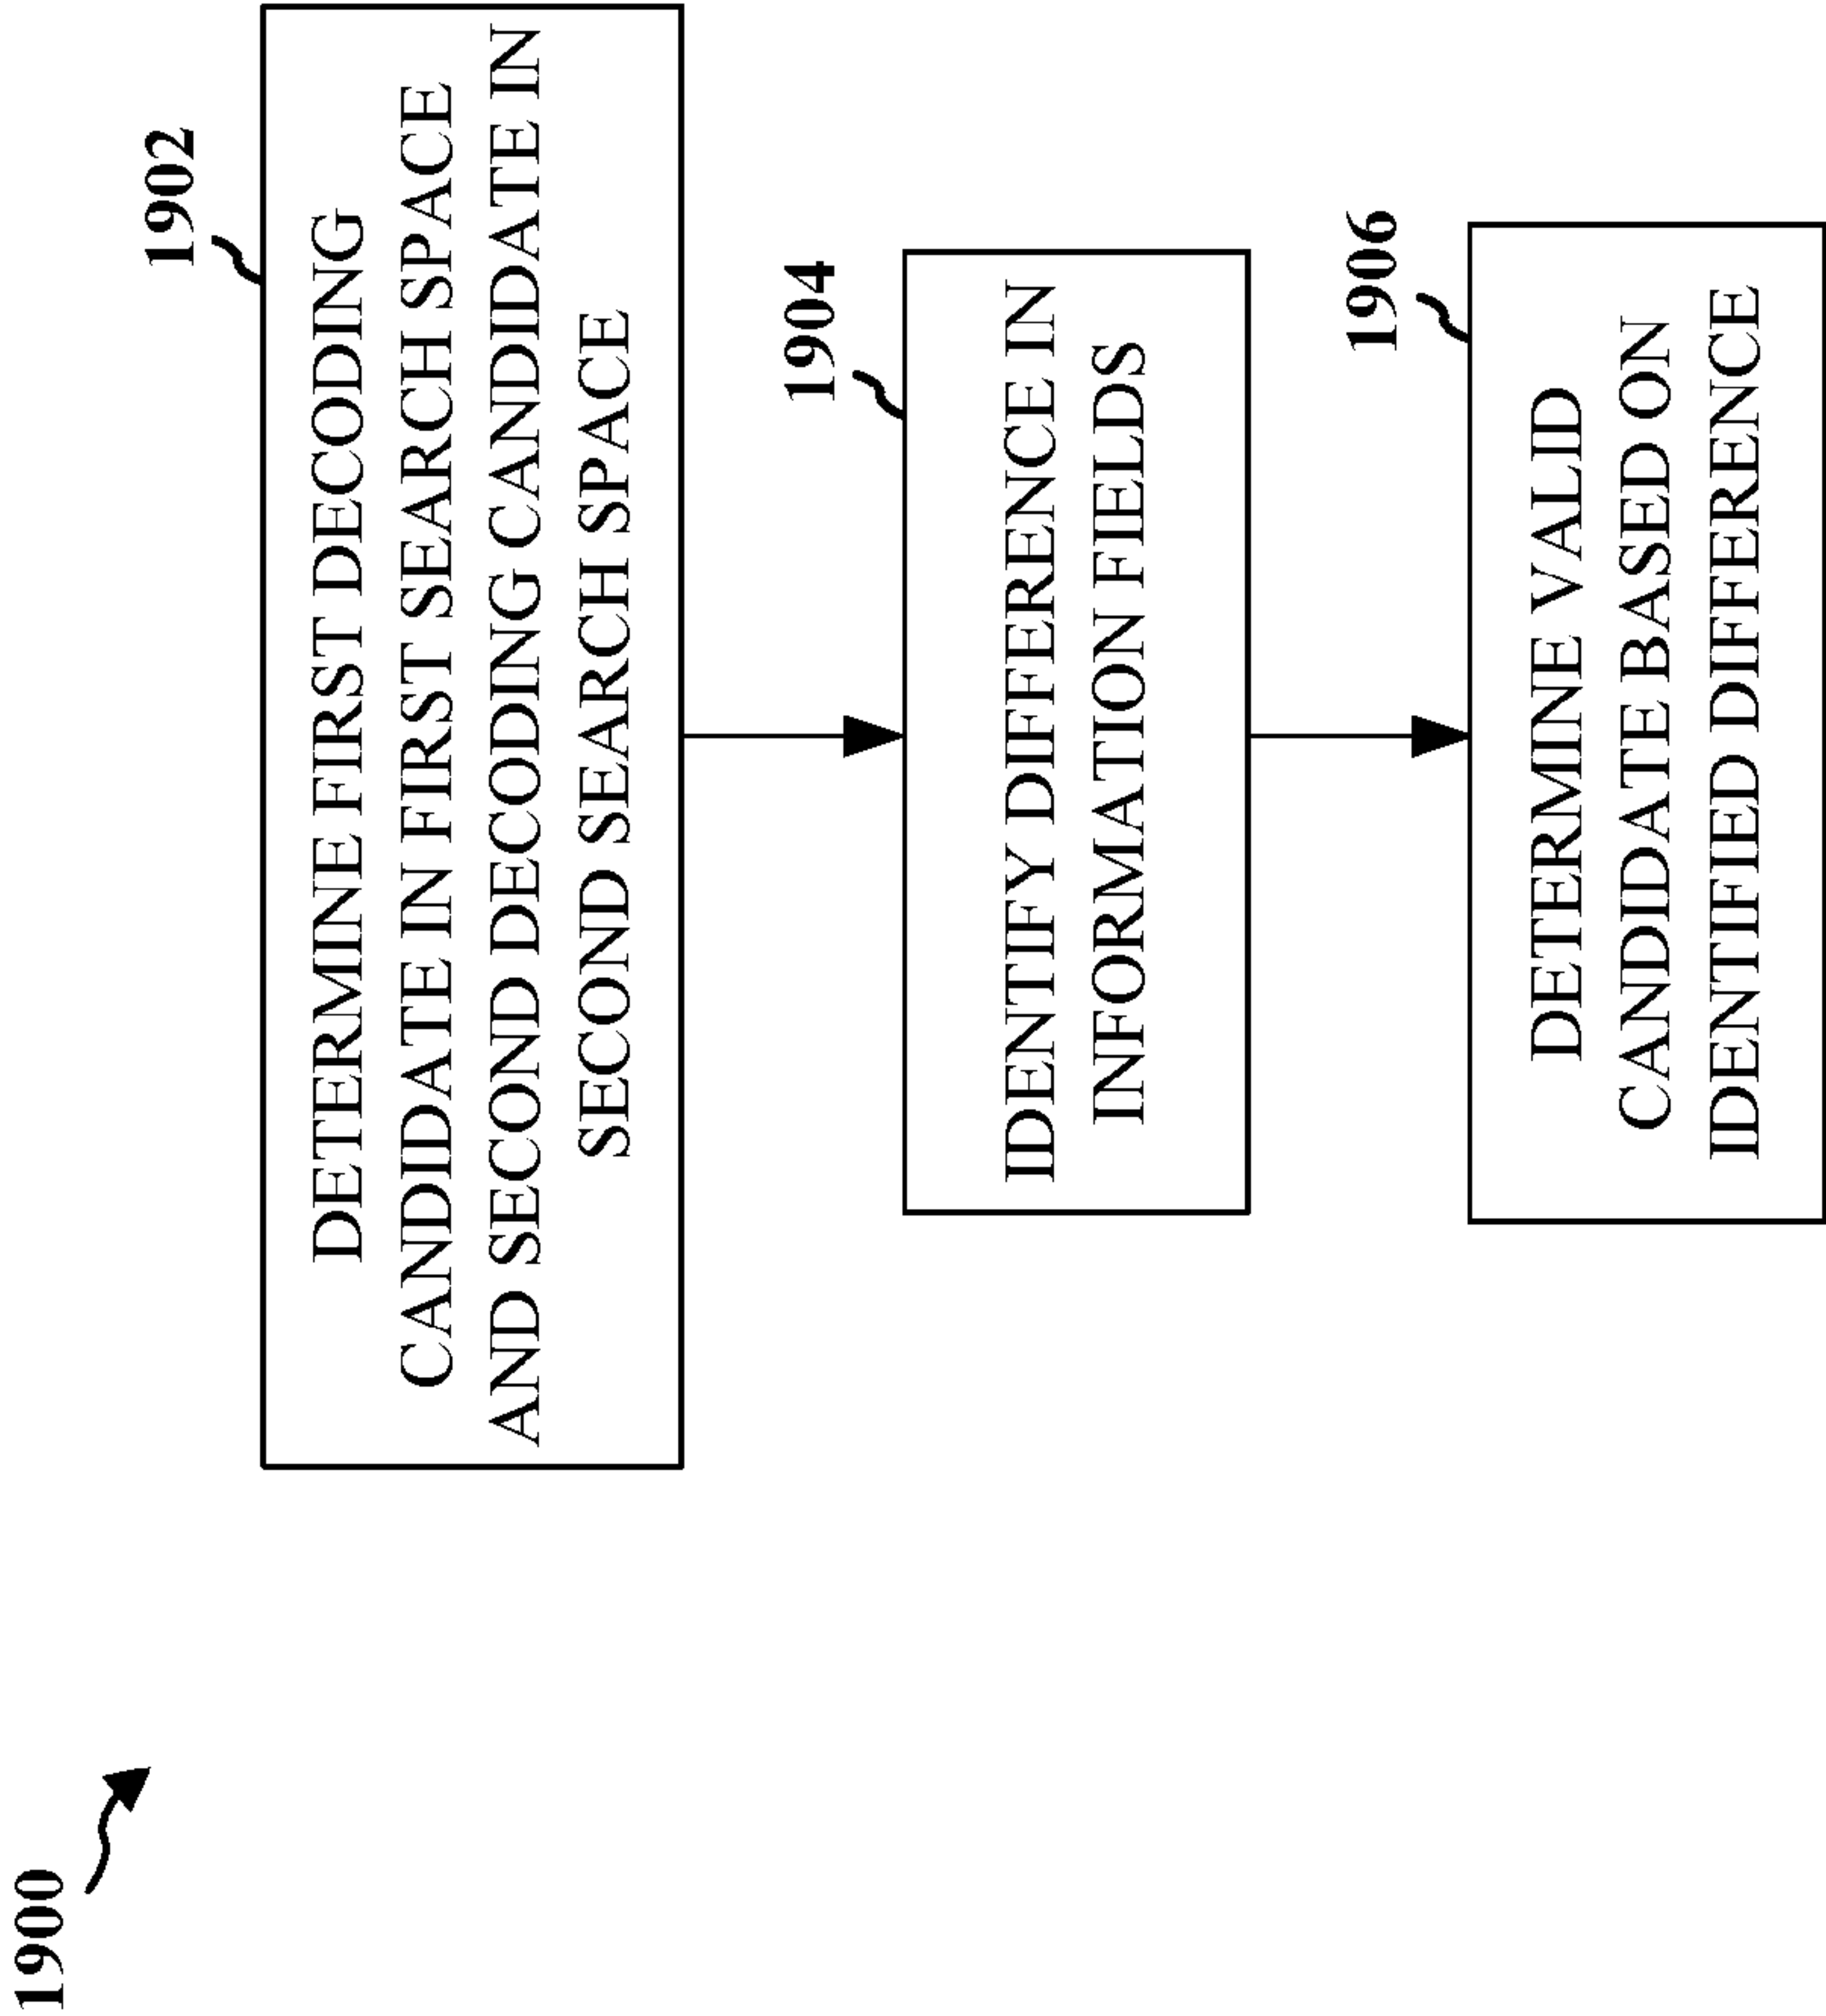 1900
1902
DETERMINE FIRST DECODING
CANDIDATE IN FIRST SEARCH SPACE
AND SECOND DECODING CANDIDATE IN
SECOND SEARCH SPACE
1904
IDENTIFY DIFFERENCE IN
INFORMATION FIELDS
1906
DETERMINE VALID
CANDIDATE BASED ON
IDENTIFIED DIFFERENCE